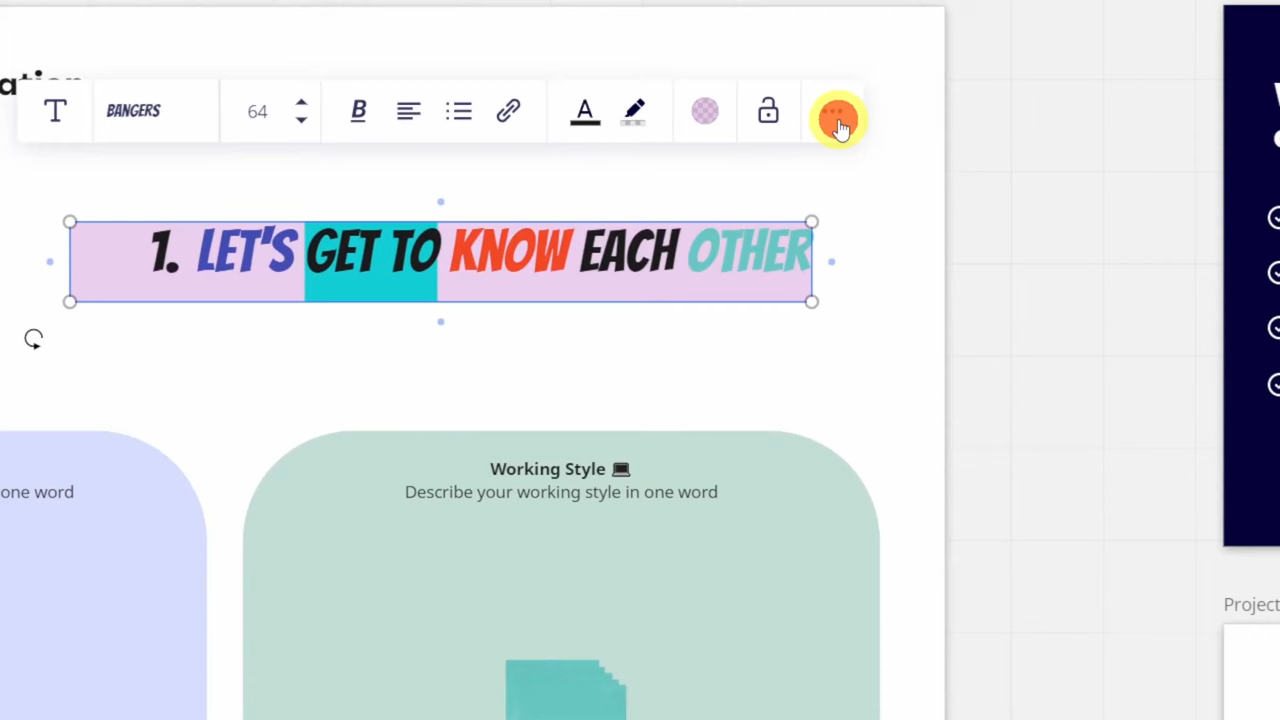 BANGERS
64
B
A
1. LET'S GET TO KNOW EACH OTHER
one word
Working Style
Describe your working style in one word
Project